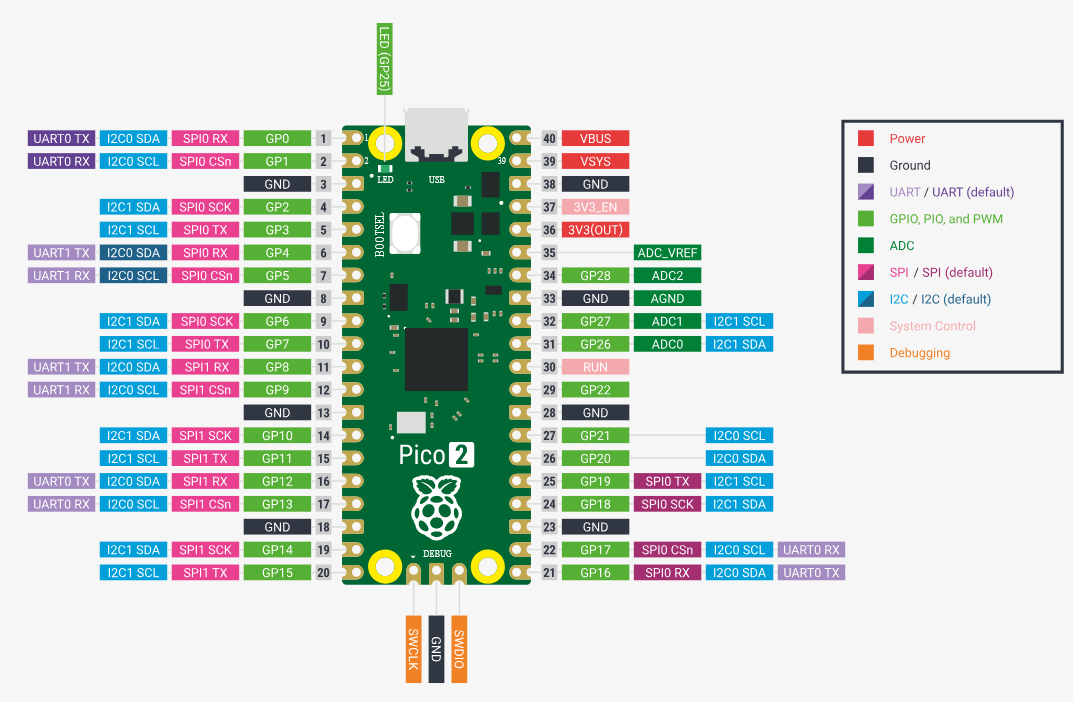 LED (GP25)
UART0 TX I2C0 SDA SPI0 RX GP0 1 1 40 VBUS
UART0 RX I2C0 SCL SPI0 CSn GP1 2 2 39 39 VSYS
LED USB
GND 3 38 GND
I2C1 SDA SPI0 SCK GP2 4 37 3V3_EN
I2C1 SCL SPI0 TX GP3 5 36 3V3(OUT)
BOOTSEL
UART1 TX I2C0 SDA SPI0 RX GP4 6 35 ADC_VREF
UART1 RX I2C0 SCL SPI0 CSn GP5 7 34 GP28 ADC2
GND 8 33 GND AGND
I2C1 SDA SPI0 SCK GP6 9 32 GP27 ADC1 I2C1 SCL
I2C1 SCL SPI0 TX GP7 10 31 GP26 ADC0 I2C1 SDA
UART1 TX I2C0 SDA SPI1 RX GP8 11 30 RUN
UART1 RX I2C0 SCL SPI1 CSn GP9 12 29 GP22
GND 13 28 GND
I2C1 SDA SPI1 SCK GP10 14 27 GP21 I2C0 SCL
I2C1 SCL SPI1 TX GP11 15 Pico 2 26 GP20 I2C0 SDA
UART0 TX I2C0 SDA SPI1 RX GP12 16 25 GP19 SPI0 TX I2C1 SCL
UART0 RX I2C0 SCL SPI1 CSn GP13 17 24 GP18 SPI0 SCK I2C1 SDA
GND 18 23 GND
I2C1 SDA SPI1 SCK GP14 19 DEBUG 22 GP17 SPI0 CSn I2C0 SCL UART0 RX
I2C1 SCL SPI1 TX GP15 20 21 GP16 SPI0 RX I2C0 SDA UART0 TX
SWCLK GND SWDIO
Power
Ground
UART / UART (default)
GPIO, PIO, and PWM
ADC
SPI / SPI (default)
I2C / I2C (default)
System Control
Debugging